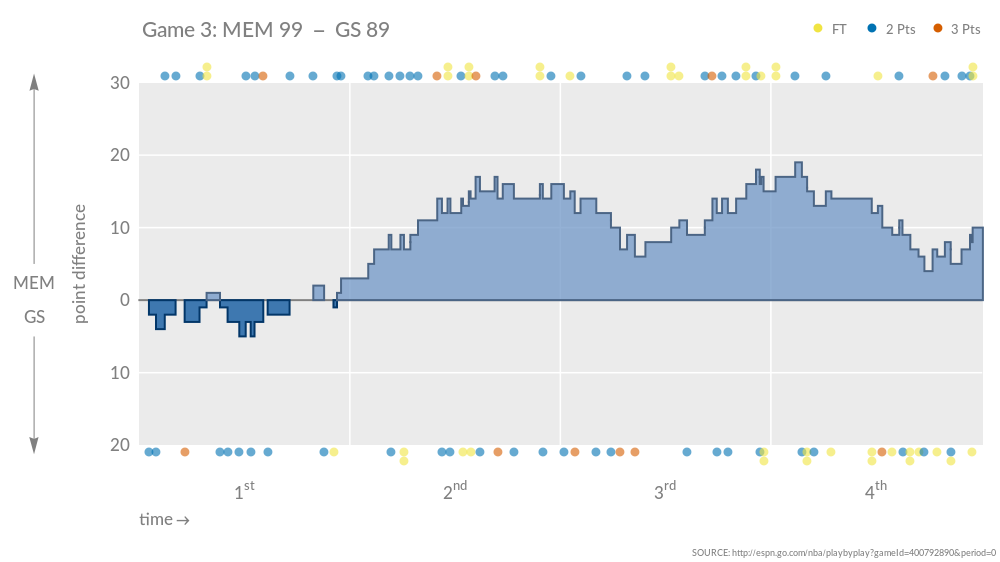 Game 3: MEM 99 – GS 89
FT
2 Pts
3 Pts
30
20
10
0
10
20
MEM
GS
point difference
1st
2nd
3rd
4th
time→
SOURCE: http://espn.go.com/nba/playbyplay?gameId=400792890&period=0